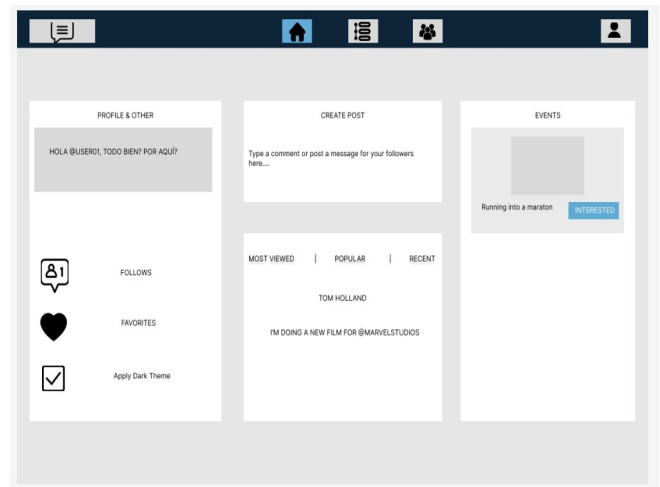 PROFILE & OTHER
HOLA @USER01, TODO BIEN? POR AQUÍ?
1
FOLLOWS
FAVORITES
Apply Dark Theme
CREATE POST
Type a comment or post a message for your followers
here....
MOST VIEWED | POPULAR | RECENT
TOM HOLLAND
I'M DOING A NEW FILM FOR @MARVELSTUDIOS
EVENTS
Running into a maraton
INTERESTED